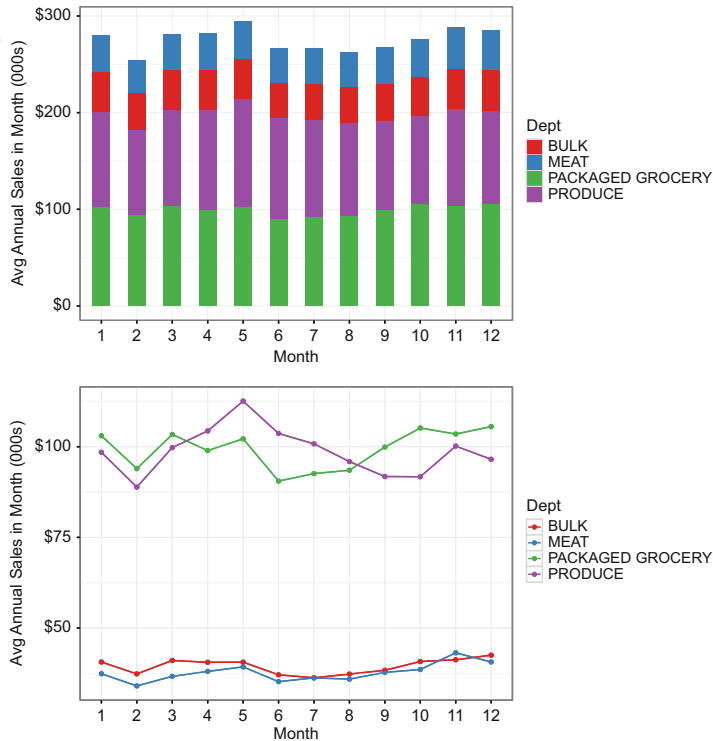 Avg Annual Sales in Month (000s)
$300
$200
$100
$0
1 2 3 4 5 6 7 8 9 10 11 12
Month
Dept
BULK
MEAT
PACKAGED GROCERY
PRODUCE
Avg Annual Sales in Month (000s)
$100
$75
$50
1 2 3 4 5 6 7 8 9 10 11 12
Month
Dept
BULK
MEAT
PACKAGED GROCERY
PRODUCE